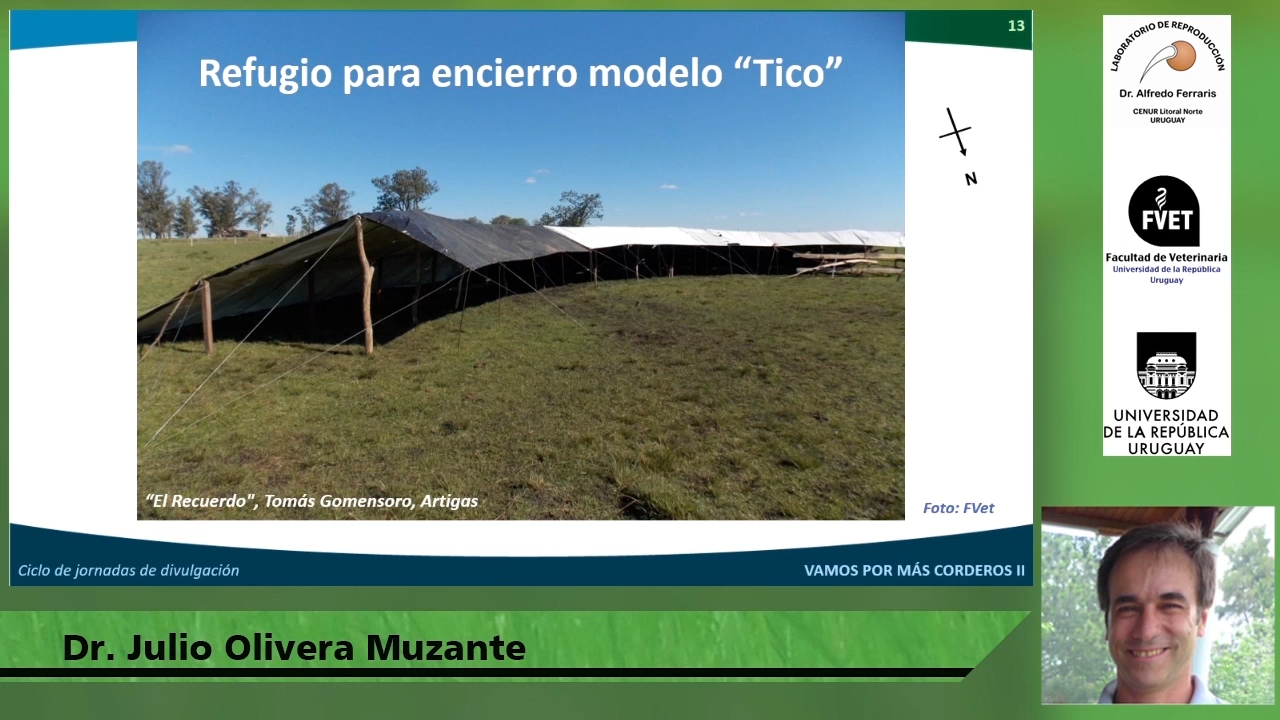 13
Refugio para encierro modelo “Tico”
N
“El Recuerdo", Tomás Gomensoro, Artigas
Foto: FVet
Ciclo de jornadas de divulgación
VAMOS POR MÁS CORDEROS II
Dr. Julio Olivera Muzante
LABORATORIO DE REPRODUCCIÓN
Dr. Alfredo Ferraris
CENUR Litoral Norte
URUGUAY
FVET
Facultad de Veterinaria
Universidad de la República
Uruguay
UNIVERSIDAD
DE LA REPÚBLICA
URUGUAY